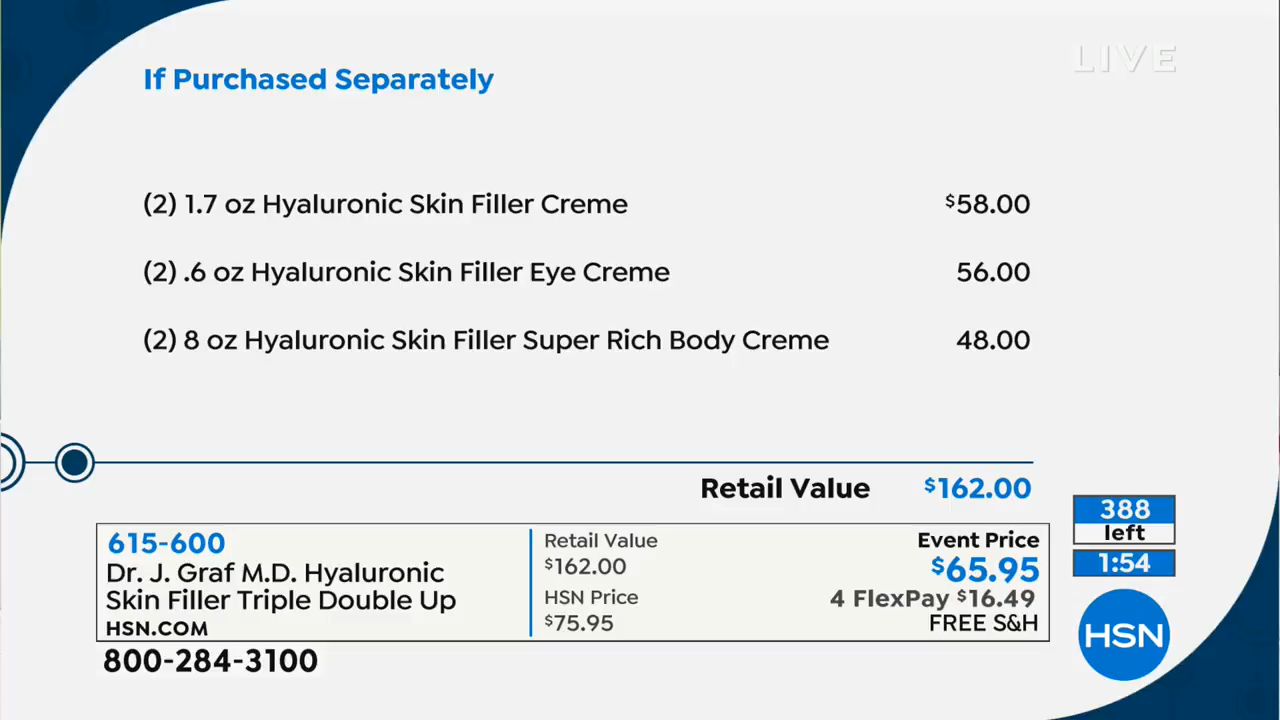 LIVE
If Purchased Separately
(2) 1.7 oz Hyaluronic Skin Filler Creme $58.00
(2) .6 oz Hyaluronic Skin Filler Eye Creme 56.00
(2) 8 oz Hyaluronic Skin Filler Super Rich Body Creme 48.00
Retail Value $162.00
615-600
Dr. J. Graf M.D. Hyaluronic
Skin Filler Triple Double Up
HSN.COM
Retail Value
$162.00
HSN Price
$75.95
Event Price
$65.95
4 FlexPay $16.49
FREE S&H
388
left
1:54
HSN
800-284-3100